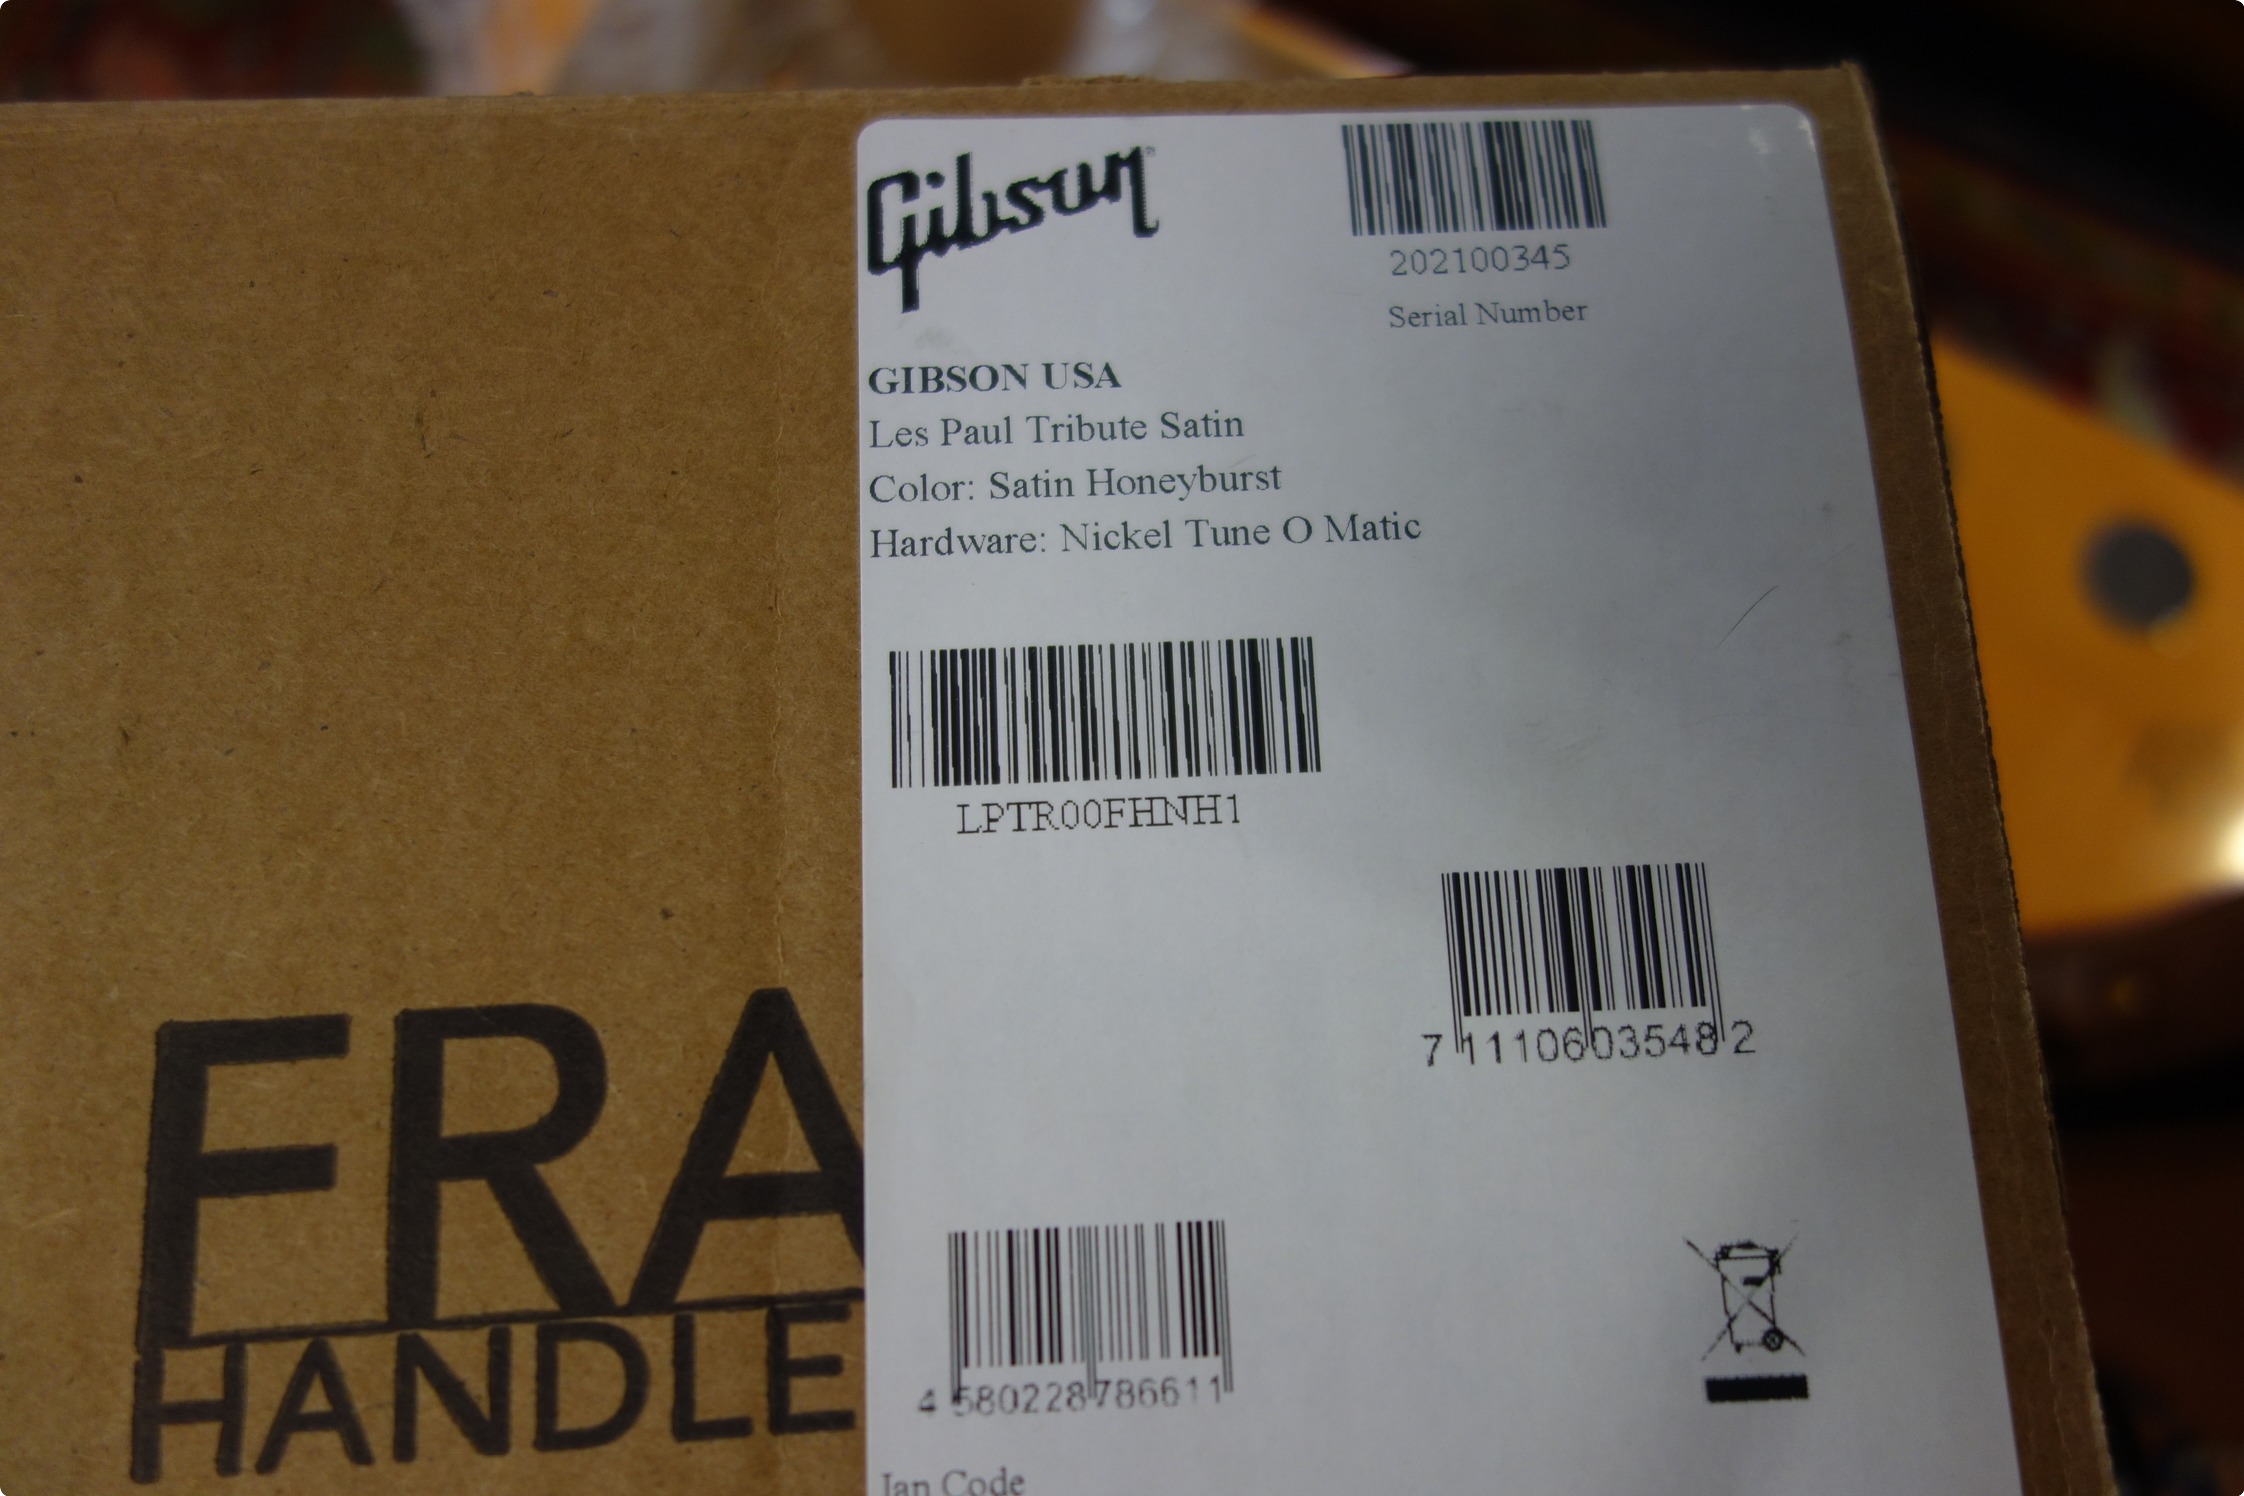 Gibson
202100345
Serial Number
GIBSON USA
Les Paul Tribute Satin
Color: Satin Honeyburst
Hardware: Nickel Tune O Matic
LPTR00FHNH1
7 11106 03548 2
4 580228 786611
Jan Code
FRA
HANDLE